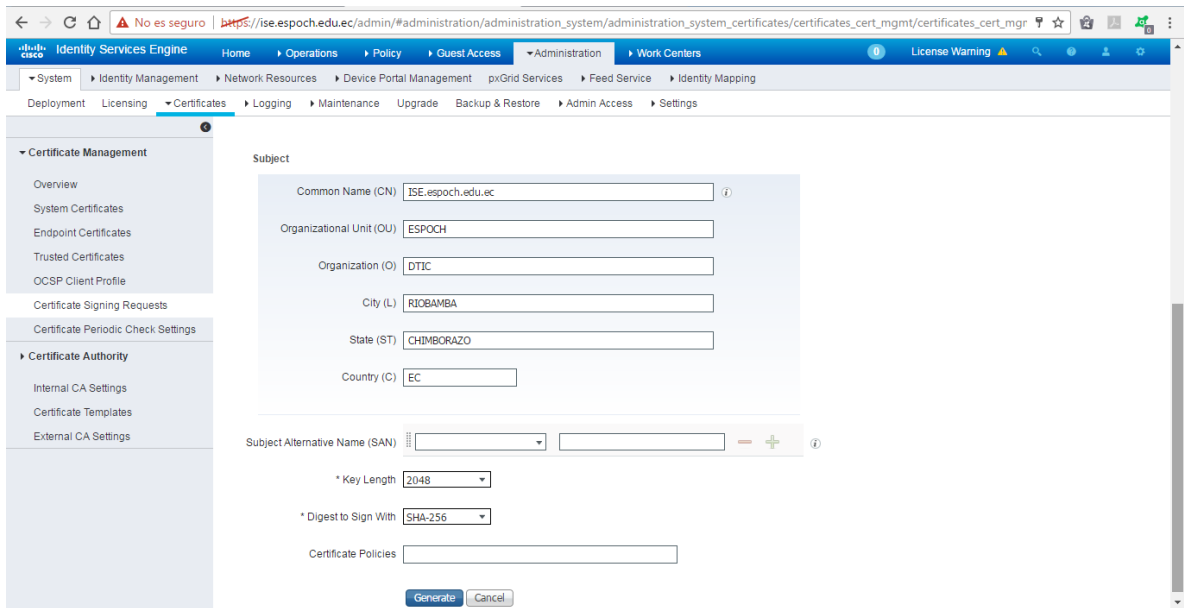 No es seguro | https://ise.espoch.edu.ec/admin/#administration/administration_system/administration_system_certificates/certificates_cert_mgmt/certificates_cert_mgr
0
cisco Identity Services Engine Home Operations Policy Guest Access Administration Work Centers 0 License Warning
System Identity Management Network Resources Device Portal Management pxGrid Services Feed Service Identity Mapping
Deployment Licensing Certificates Logging Maintenance Upgrade Backup & Restore Admin Access Settings
Certificate Management
Overview
System Certificates
Endpoint Certificates
Trusted Certificates
OCSP Client Profile
Certificate Signing Requests
Certificate Periodic Check Settings
Certificate Authority
Internal CA Settings
Certificate Templates
External CA Settings
Subject
Common Name (CN) ISE.espoch.edu.ec
Organizational Unit (OU) ESPOCH
Organization (O) DTIC
City (L) RIOBAMBA
State (ST) CHIMBORAZO
Country (C) EC
Subject Alternative Name (SAN)
* Key Length 2048
* Digest to Sign With SHA-256
Certificate Policies
Generate Cancel